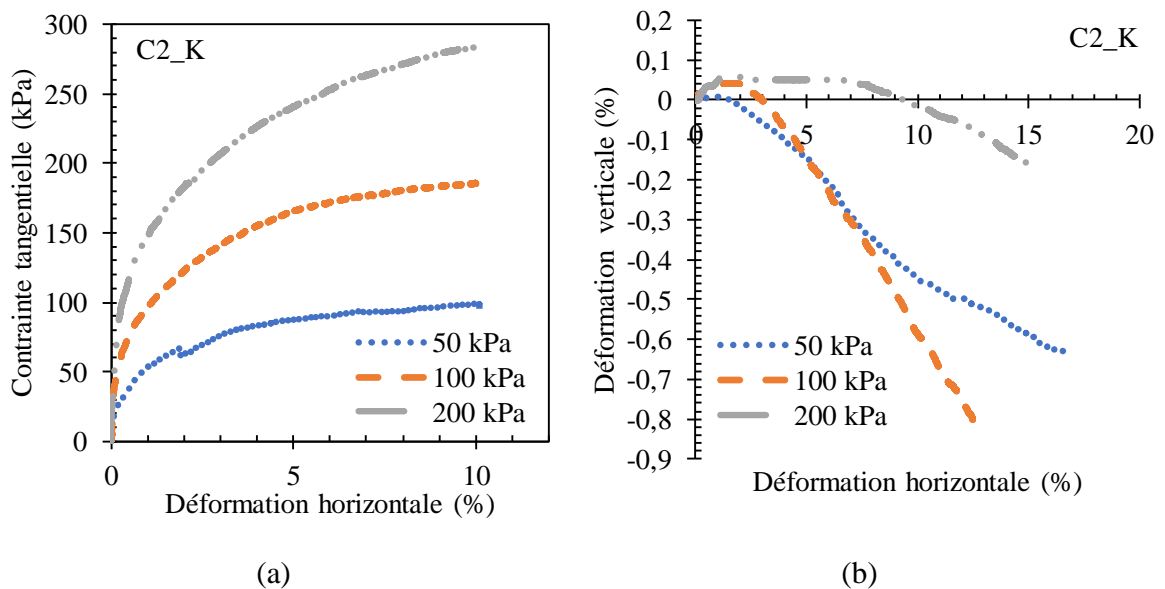 300
250
200
150
100
50
0
Contrainte tangentielle (kPa)
C2_K
50 kPa
100 kPa
200 kPa
0
5
10
Déformation horizontale (%)
(a)
0,2
0,1
0
-0,1
-0,2
-0,3
-0,4
-0,5
-0,6
-0,7
-0,8
-0,9
Déformation verticale (%)
C2_K
0
5
10
15
20
50 kPa
100 kPa
200 kPa
Déformation horizontale (%)
(b)